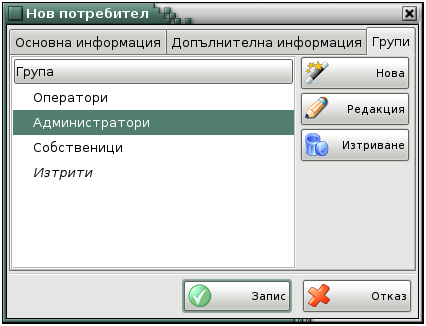 Нов потребител
Основна информация Допълнителна информация Групи
Група
Оператори
Администратори
Собственици
Изтрити
Нова
Редакция
Изтриване
Запис Отказ